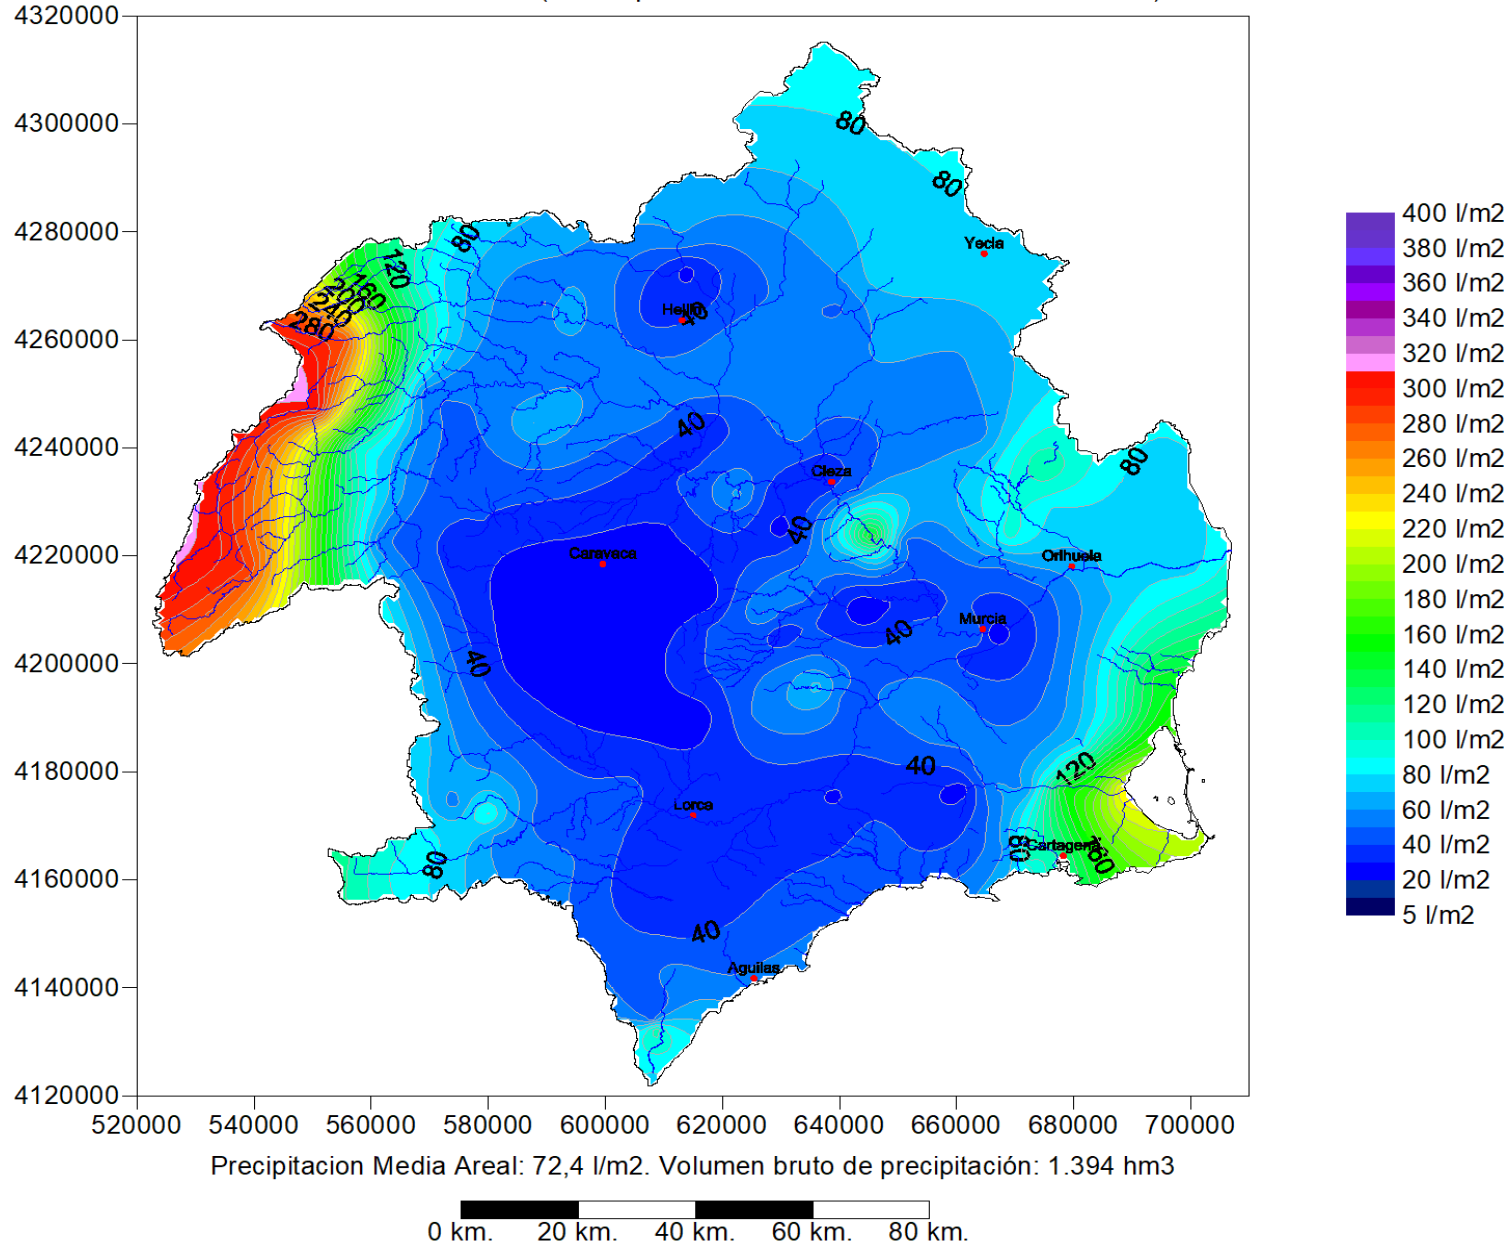 4320000
4300000
4280000
4260000
4240000
4220000
4200000
4180000
4160000
4140000
4120000
520000 540000 560000 580000 600000 620000 640000 660000 680000 700000
80
80
Yecla
80
120
160
200
240
280
Hellin
40
40
Cieza
80
40
Caravaca
Orihuela
Murcia
40
40
40
120
Lorca
80
Cartagena
160
80
40
Aguilas
400 l/m2
380 l/m2
360 l/m2
340 l/m2
320 l/m2
300 l/m2
280 l/m2
260 l/m2
240 l/m2
220 l/m2
200 l/m2
180 l/m2
160 l/m2
140 l/m2
120 l/m2
100 l/m2
80 l/m2
60 l/m2
40 l/m2
20 l/m2
5 l/m2
Precipitacion Media Areal: 72,4 l/m2. Volumen bruto de precipitación: 1.394 hm3
0 km. 20 km. 40 km. 60 km. 80 km.